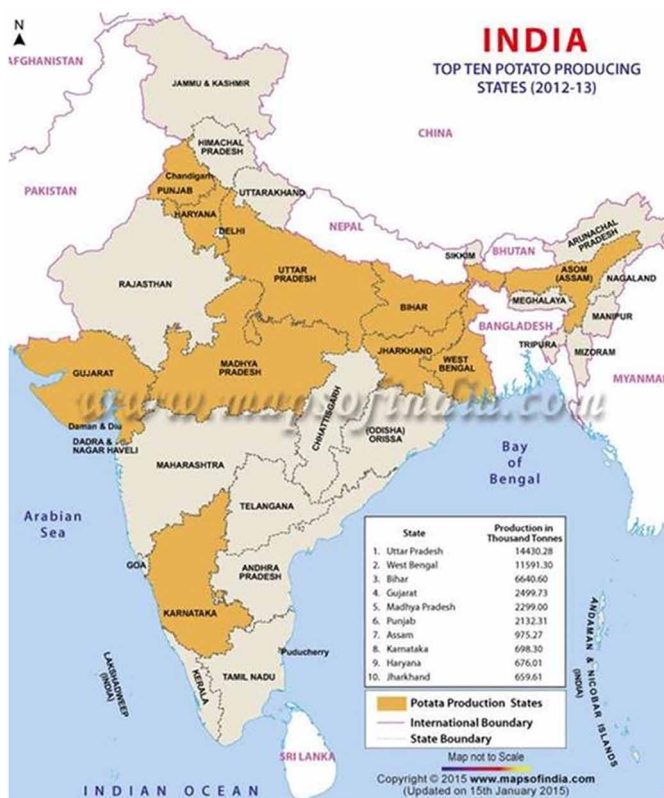 N
INDIA
TOP TEN POTATO PRODUCING
STATES (2012-13)
AFGHANISTAN
JAMMU & KASHMIR
CHINA
HIMACHAL
PRADESH
Chandigarh
PUNJAB
PAKISTAN
UTTARAKHAND
HARYANA
DELHI
NEPAL
ARUNACHAL
PRADESH
SIKKIM
BHUTAN
RAJASTHAN
UTTAR
PRADESH
ASOM
(ASSAM)
NAGALAND
BIHAR
MEGHALAYA
MANIPUR
BANGLADESH
TRIPURA
MIZORAM
GUJARAT
MADHYA
PRADESH
JHARKHAND
WEST
BENGAL
MYANMAR
www.mapsofindia.com
CHHATTISGARH
Daman & Diu
DADRA &
NAGAR HAVELI
(ODISHA)
ORISSA
MAHARASHTRA
Bay
of
Bengal
TELANGANA
Arabian
Sea
GOA
ANDHRA
PRADESH
KARNATAKA
Puducherry
TAMIL NADU
KERALA
LAKSHADWEEP
(INDIA)
ANDAMAN & NICOBAR ISLANDS
(INDIA)
SRI LANKA
INDIAN OCEAN
State Production in
Thousand Tonnes
1. Uttar Pradesh 14430.28
2. West Bengal 11591.30
3. Bihar 6640.60
4. Gujarat 2499.73
5. Madhya Pradesh 2299.00
6. Punjab 2132.31
7. Assam 975.27
8. Karnataka 698.30
9. Haryana 676.01
10. Jharkhand 659.61
Potata Production States
International Boundary
State Boundary
Map not to Scale
Copyright © 2015 www.mapsofindia.com
(Updated on 15th January 2015)